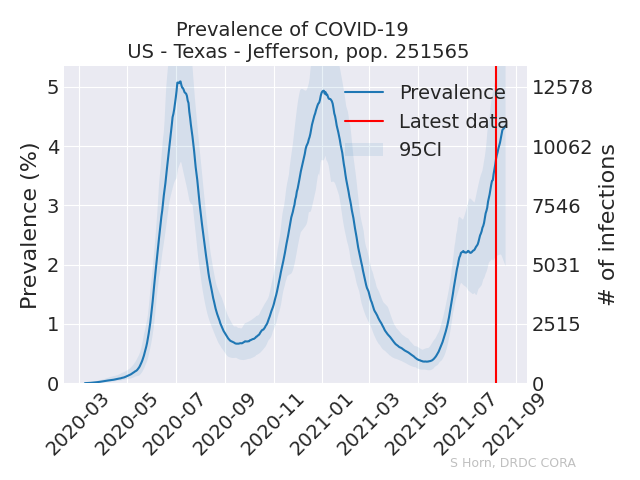 Prevalence of COVID-19
US - Texas - Jefferson, pop. 251565
Prevalence (%)
5
4
3
2
1
0
Prevalence
Latest data
95CI
12578
10062
7546
5031
2515
0
# of infections
2020-03
2020-05
2020-07
2020-09
2020-11
2021-01
2021-03
2021-05
2021-07
2021-09
S Horn, DRDC CORA